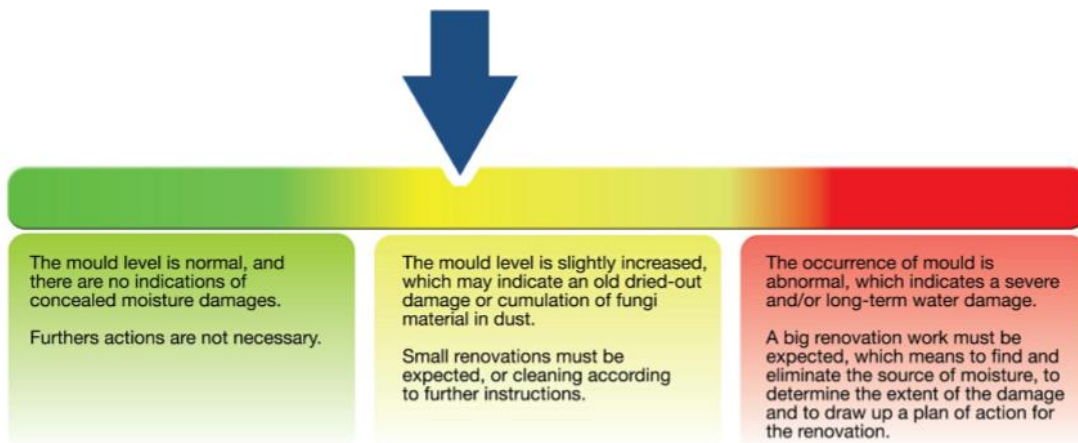 The mould level is normal, and
there are no indications of
concealed moisture damages.
Furthers actions are not necessary.
The mould level is slightly increased,
which may indicate an old dried-out
damage or cumulation of fungi
material in dust.
Small renovations must be
expected, or cleaning according
to further instructions.
The occurrence of mould is
abnormal, which indicates a severe
and/or long-term water damage.
A big renovation work must be
expected, which means to find and
eliminate the source of moisture, to
determine the extent of the damage
and to draw up a plan of action for
the renovation.